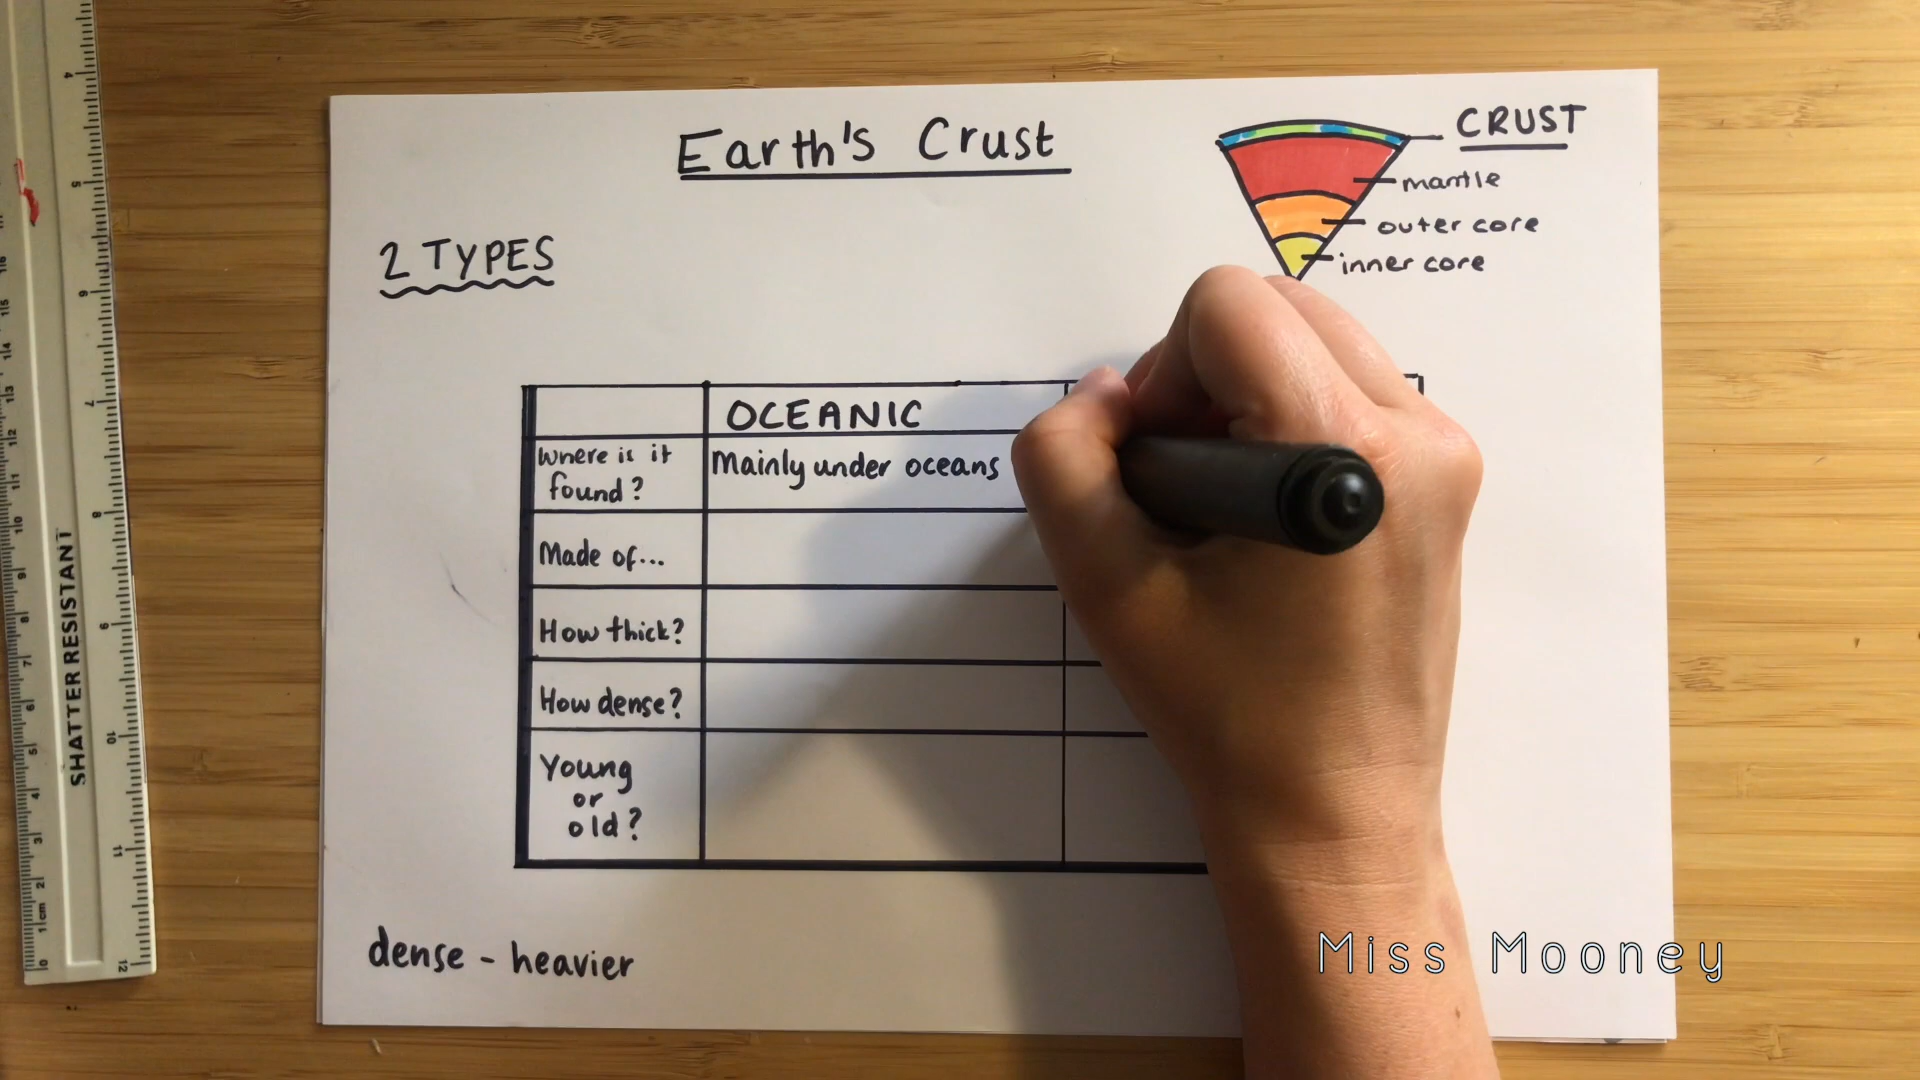 Earth's Crust
CRUST
mantle
outer core
inner core
2 TYPES
OCEANIC
Where is it
found?
Mainly under oceans
Made of...
How thick?
How dense?
Young
or
old?
dense - heavier
SHATTER RESISTANT
Miss Mooney